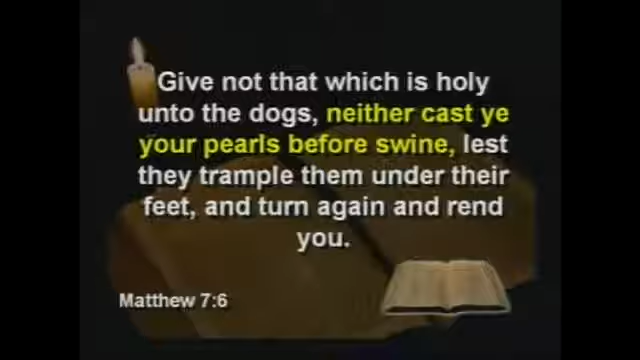 Give not that which is holy
unto the dogs, neither cast ye
your pearls before swine, lest
they trample them under their
feet, and turn again and rend
you.
Matthew 7:6